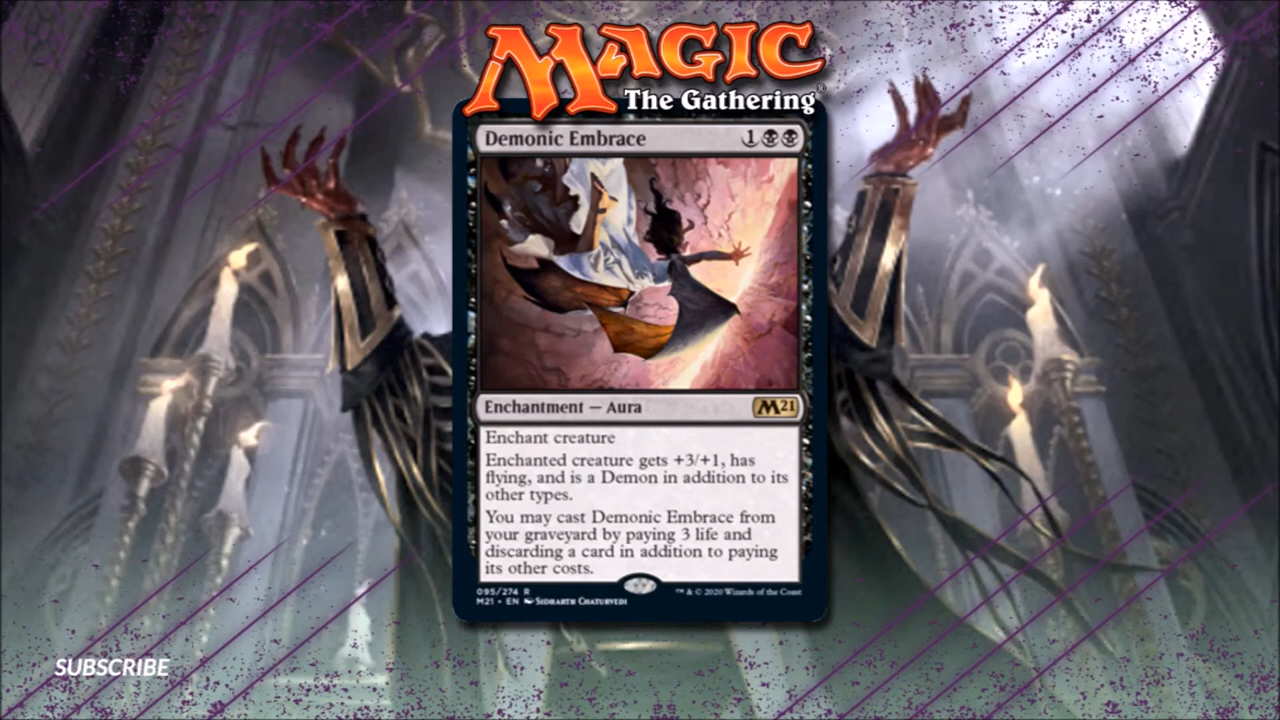 MAGIC
The Gathering®
Demonic Embrace 1
Enchantment — Aura M21
Enchant creature
Enchanted creature gets +3/+1, has
flying, and is a Demon in addition to its
other types.
You may cast Demonic Embrace from
your graveyard by paying 3 life and
discarding a card in addition to paying
its other costs.
095/274 R
M21 • EN Sidharth Chaturvedi
™ & © 2020 Wizards of the Coast
SUBSCRIBE